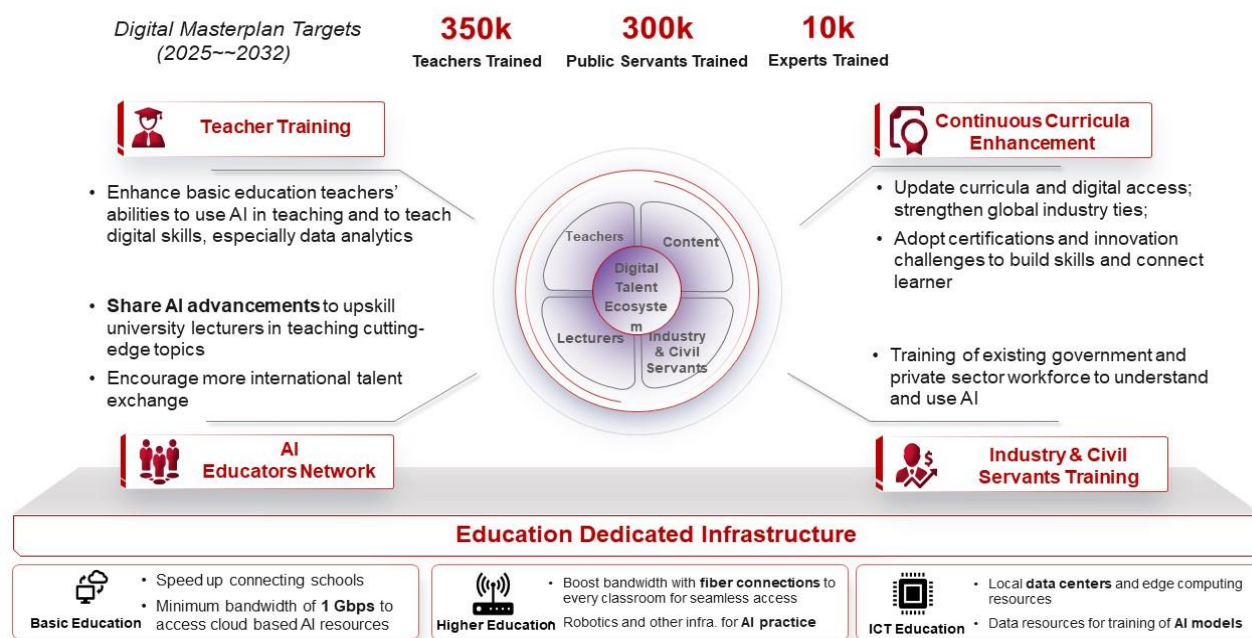 Digital Masterplan Targets
(2025~~2032)
350k
Teachers Trained
300k
Public Servants Trained
10k
Experts Trained
Teacher Training
• Enhance basic education teachers’
abilities to use AI in teaching and to teach
digital skills, especially data analytics
• Share AI advancements to upskill
university lecturers in teaching cutting-
edge topics
• Encourage more international talent
exchange
AI
Educators Network
Teachers
Content
Digital
Talent
Ecosyste
m
Lecturers
Industry
& Civil
Servants
Continuous Curricula
Enhancement
• Update curricula and digital access;
strengthen global industry ties;
• Adopt certifications and innovation
challenges to build skills and connect
learner
• Training of existing government and
private sector workforce to understand
and use AI
$
Industry & Civil
Servants Training
Education Dedicated Infrastructure
Basic Education
• Speed up connecting schools
• Minimum bandwidth of 1 Gbps to
access cloud based AI resources
Higher Education
• Boost bandwidth with fiber connections to
every classroom for seamless access
• Robotics and other infra. for AI practice
ICT Education
• Local data centers and edge computing
resources
• Data resources for training of AI models